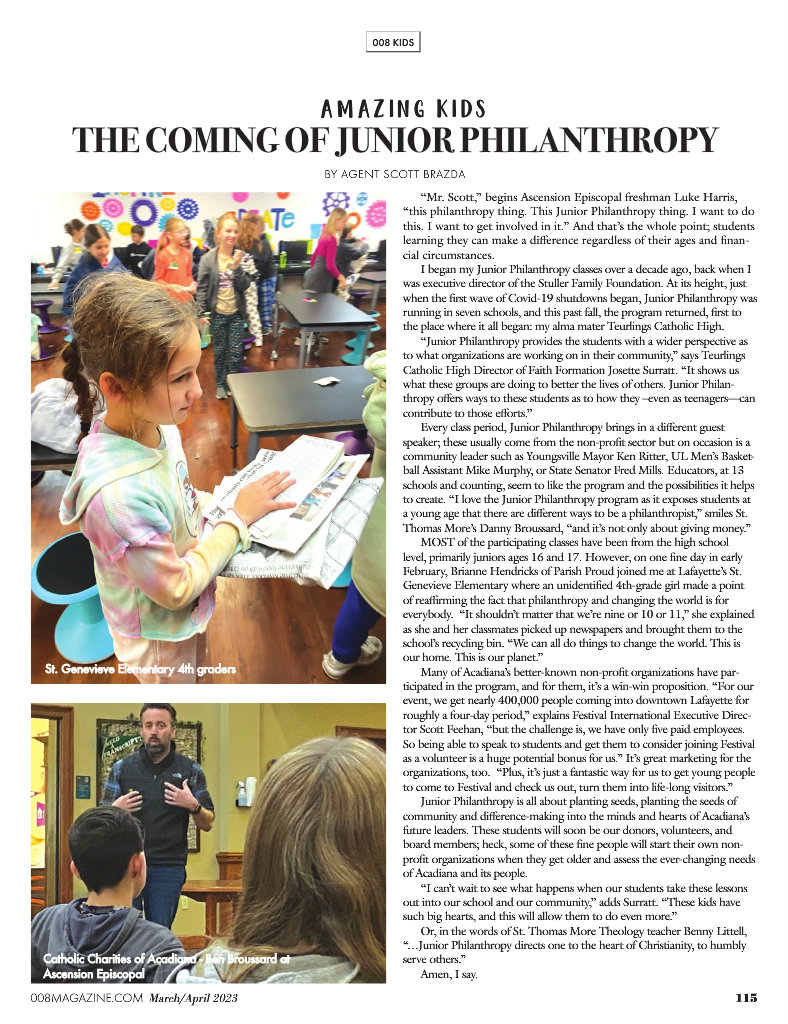 008 KIDS
AMAZING KIDS
THE COMING OF JUNIOR PHILANTHROPY
BY AGENT SCOTT BRAZDA
St. Genevieve Elementary 4th graders
Catholic Charities of Acadiana - Ben Broussard at
Ascension Episcopal
“Mr. Scott,” begins Ascension Episcopal freshman Luke Harris,
“this philanthropy thing. This Junior Philanthropy thing. I want to do
this. I want to get involved in it.” And that’s the whole point; students
learning they can make a difference regardless of their ages and finan-
cial circumstances.
I began my Junior Philanthropy classes over a decade ago, back when I
was executive director of the Stuller Family Foundation. At its height, just
when the first wave of Covid-19 shutdowns began, Junior Philanthropy was
running in seven schools, and this past fall, the program returned, first to
the place where it all began: my alma mater Teurlings Catholic High.
“Junior Philanthropy provides the students with a wider perspective as
to what organizations are working on in their community,” says Teurlings
Catholic High Director of Faith Formation Josette Surratt. “It shows us
what these groups are doing to better the lives of others. Junior Philan-
thropy offers ways to these students as to how they –even as teenagers—can
contribute to those efforts.”
Every class period, Junior Philanthropy brings in a different guest
speaker; these usually come from the non-profit sector but on occasion is a
community leader such as Youngsville Mayor Ken Ritter, UL Men’s Basket-
ball Assistant Mike Murphy, or State Senator Fred Mills. Educators, at 13
schools and counting, seem to like the program and the possibilities it helps
to create. “I love the Junior Philanthropy program as it exposes students at
a young age that there are different ways to be a philanthropist,” smiles St.
Thomas More’s Danny Broussard, “and it’s not only about giving money.”
MOST of the participating classes have been from the high school
level, primarily juniors ages 16 and 17. However, on one fine day in early
February, Brianne Hendricks of Parish Proud joined me at Lafayette’s St.
Genevieve Elementary where an unidentified 4th-grade girl made a point
of reaffirming the fact that philanthropy and changing the world is for
everybody. “It shouldn’t matter that we’re nine or 10 or 11,” she explained
as she and her classmates picked up newspapers and brought them to the
school’s recycling bin. “We can all do things to change the world. This is
our home. This is our planet.”
Many of Acadiana’s better-known non-profit organizations have par-
ticipated in the program, and for them, it’s a win-win proposition. “For our
event, we get nearly 400,000 people coming into downtown Lafayette for
roughly a four-day period,” explains Festival International Executive Direc-
tor Scott Feehan, “but the challenge is, we have only five paid employees.
So being able to speak to students and get them to consider joining Festival
as a volunteer is a huge potential bonus for us.” It’s great marketing for the
organizations, too. “Plus, it’s just a fantastic way for us to get young people
to come to Festival and check us out, turn them into life-long visitors.”
Junior Philanthropy is all about planting seeds, planting the seeds of
community and difference-making into the minds and hearts of Acadiana’s
future leaders. These students will soon be our donors, volunteers, and
board members; heck, some of these fine people will start their own non-
profit organizations when they get older and assess the ever-changing needs
of Acadiana and its people.
“I can’t wait to see what happens when our students take these lessons
out into our school and our community,” adds Surratt. “These kids have
such big hearts, and this will allow them to do even more.”
Or, in the words of St. Thomas More Theology teacher Benny Littell,
“…Junior Philanthropy directs one to the heart of Christianity, to humbly
serve others.”
Amen, I say.
008MAGAZINE.COM March/April 2023
115